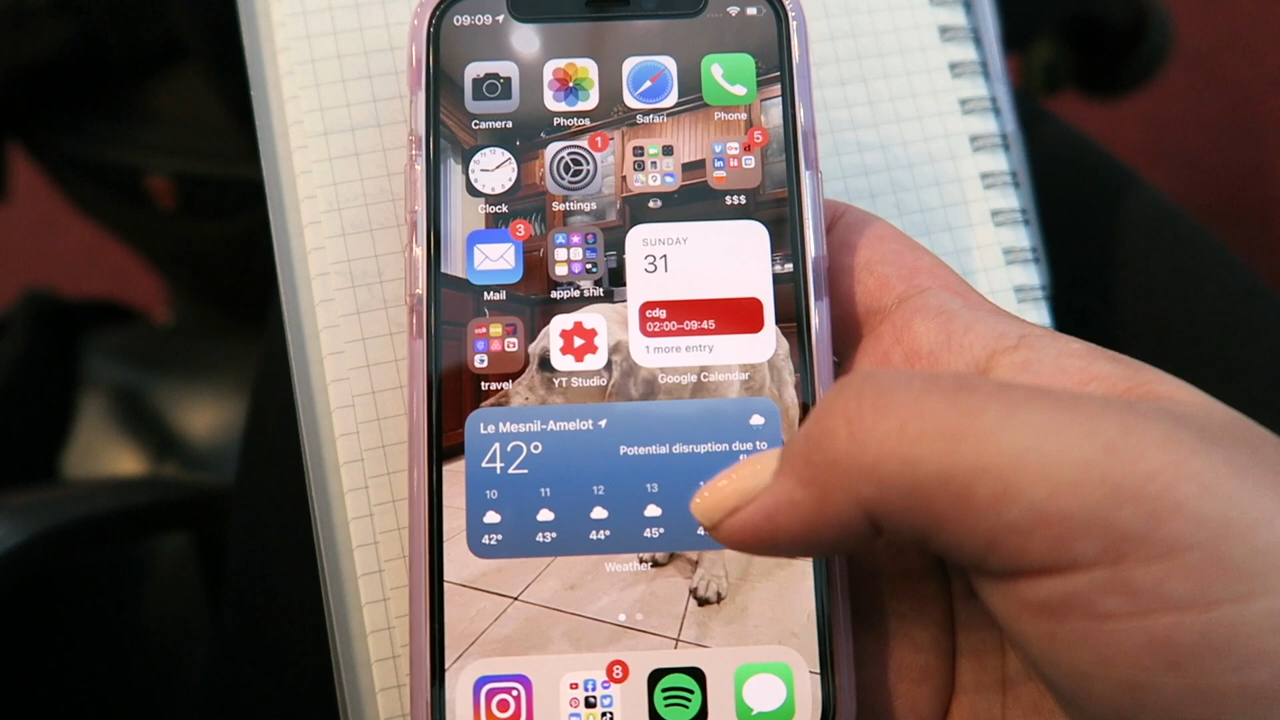 09:09
Camera
Photos
Safari
Phone
1
5
Clock
Settings
$$$
3
Mail
apple shit
SUNDAY
31
cdg
02:00–09:45
1 more entry
travel
YT Studio
Google Calendar
Le Mesnil-Amelot
42°
Potential disruption due to
10 11 12 13
42° 43° 44° 45°
Weather
8